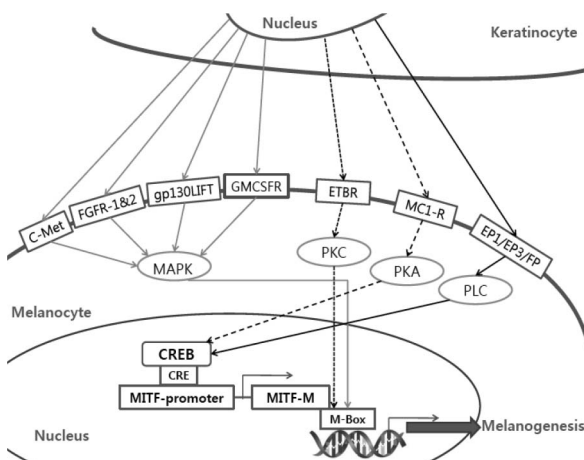 Nucleus
Keratinocyte
C-Met
FGFR-1&2
gp130LIFT
GMCSFR
ETBR
MC1-R
EP1/EP3/FP
MAPK
PKC
PKA
PLC
Melanocyte
CREB
CRE
MITF-promoter
MITF-M
M-Box
Melanogenesis
Nucleus